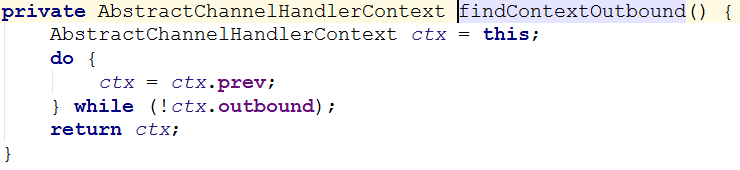 private AbstractChannelHandlerContext findContextOutbound() {
    AbstractChannelHandlerContext ctx = this;
    do {
        ctx = ctx.prev;
    } while (!ctx.outbound);
    return ctx;
}